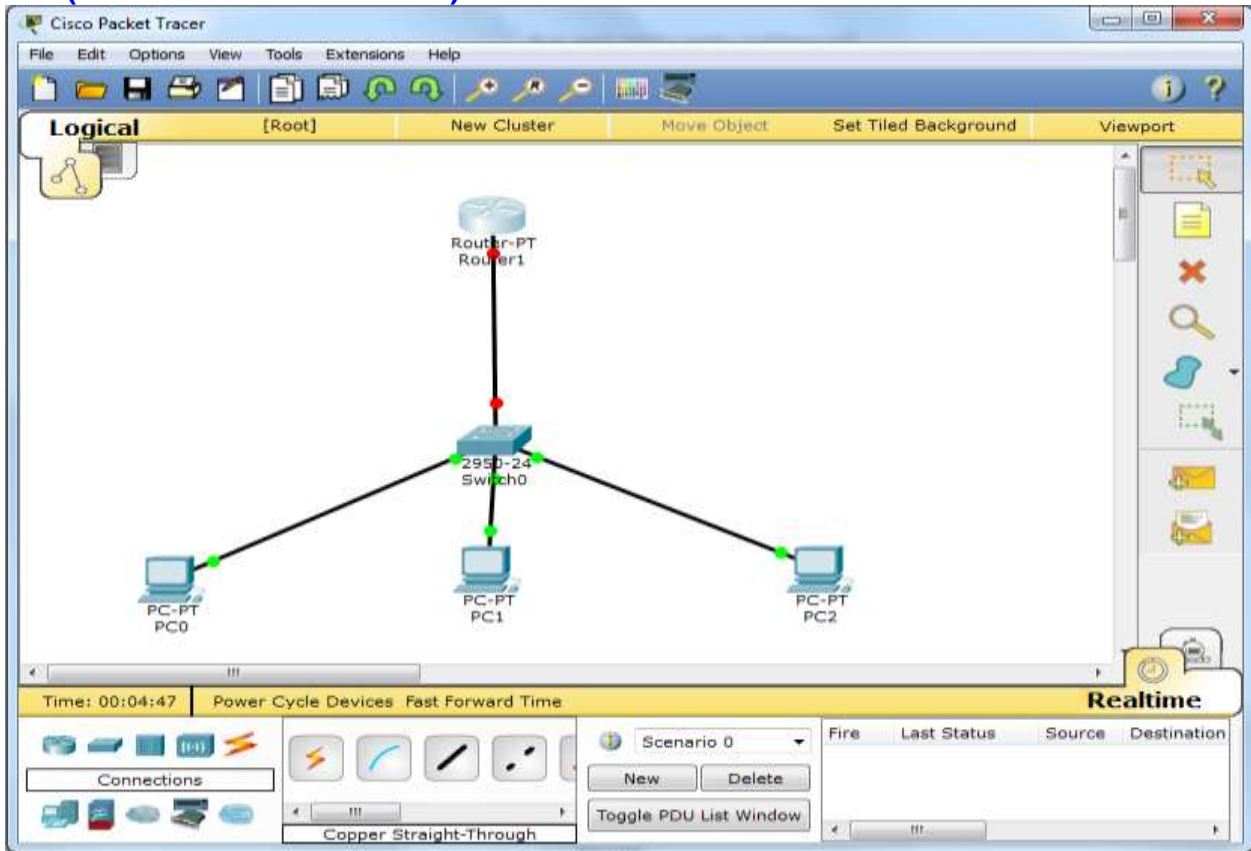 Cisco Packet Tracer
File Edit Options View Tools Extensions Help
Logical [Root] New Cluster Move Object Set Tiled Background Viewport
Router-PT
Router1
2950-24
Switch0
PC-PT
PC0
PC-PT
PC1
PC-PT
PC2
Time: 00:04:47 Power Cycle Devices Fast Forward Time Realtime
Connections
Copper Straight-Through
Scenario 0
New Delete
Toggle PDU List Window
Fire Last Status Source Destination